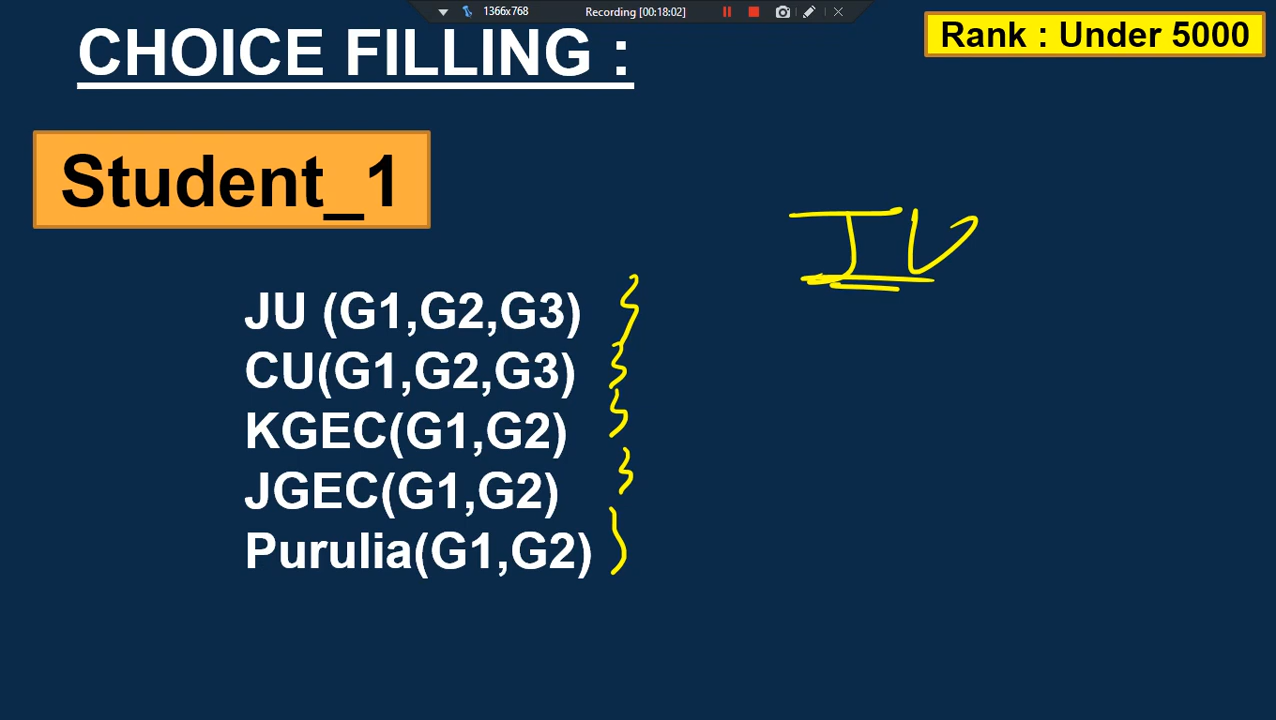 1366x768
Recording [00:18:02]
CHOICE FILLING :
Rank : Under 5000
Student_1
JU
JU (G1,G2,G3)
CU(G1,G2,G3)
KGEC(G1,G2)
JGEC(G1,G2)
Purulia(G1,G2)